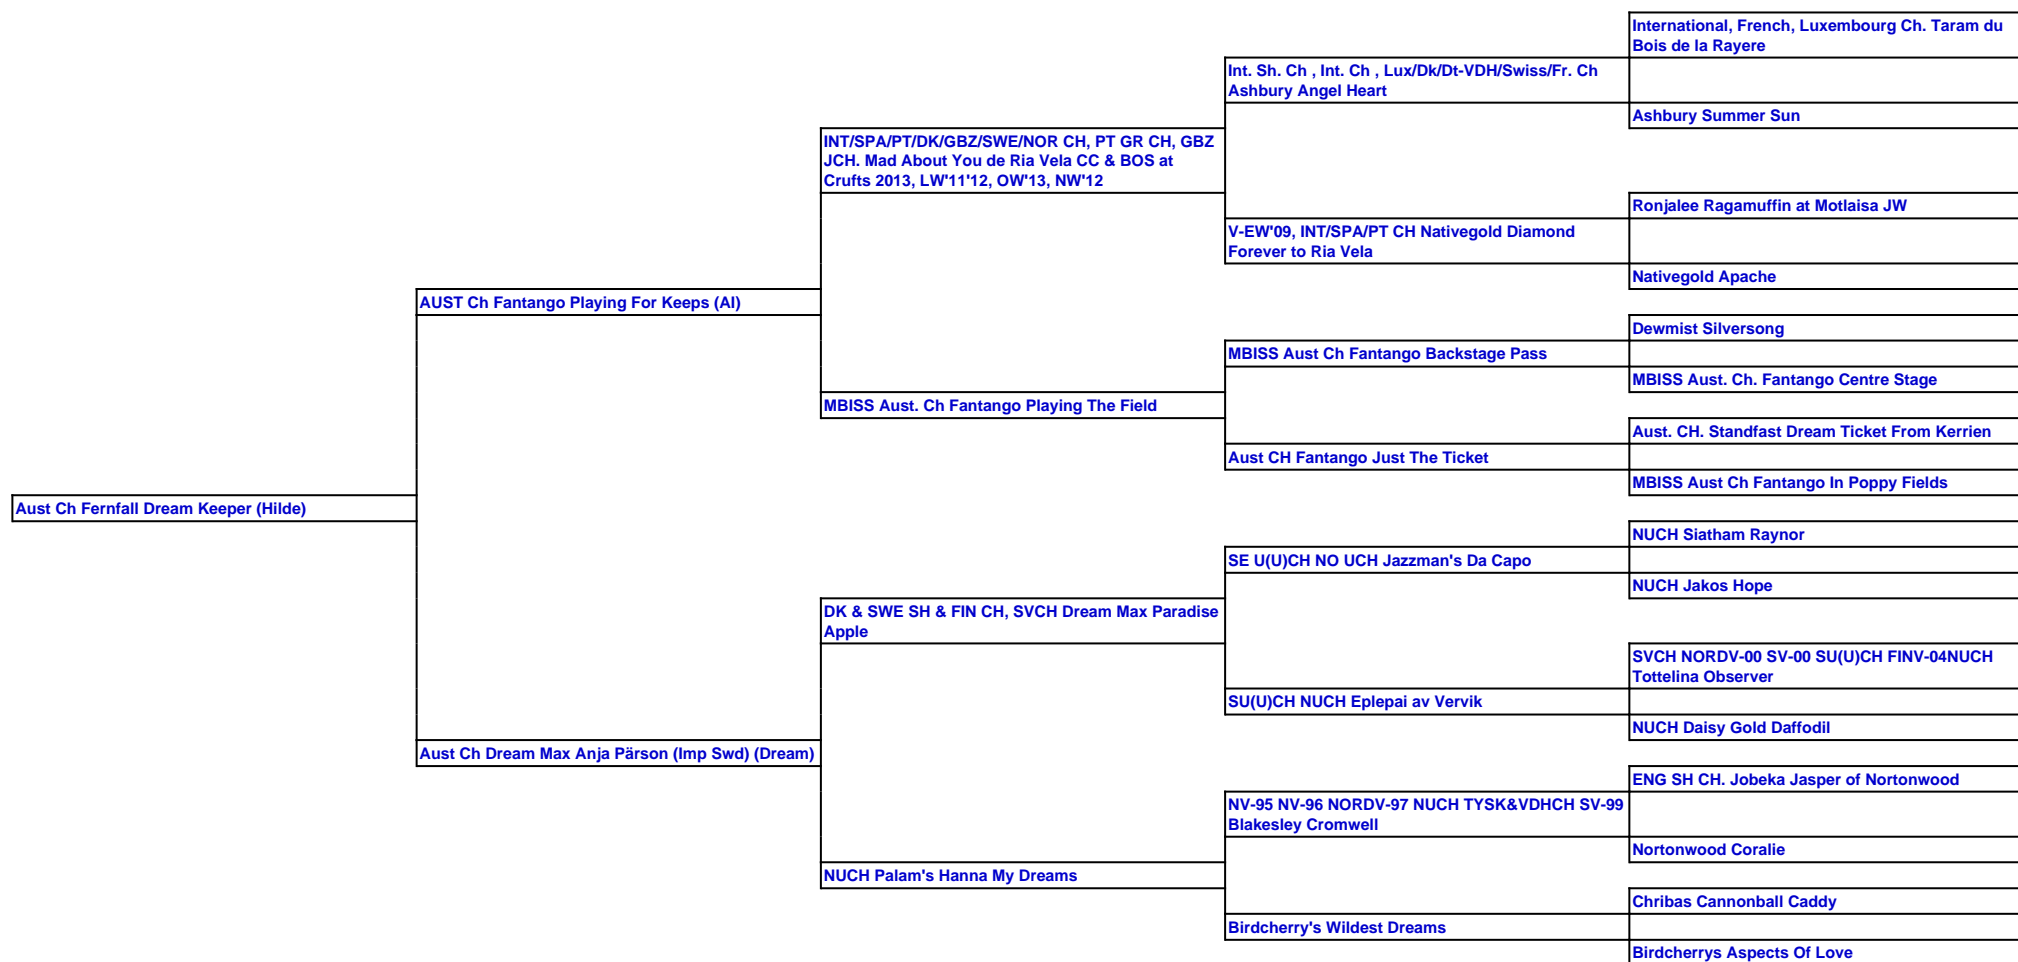 International, French, Luxembourg Ch. Taram du
Bois de la Rayere
Int. Sh. Ch , Int. Ch , Lux/Dk/Dt-VDH/Swiss/Fr. Ch
Ashbury Angel Heart
Ashbury Summer Sun
INT/SPA/PT/DK/GBZ/SWE/NOR CH, PT GR CH, GBZ
JCH. Mad About You de Ria Vela CC & BOS at
Crufts 2013, LW'11'12, OW'13, NW'12
Ronjalee Ragamuffin at Motlaisa JW
V-EW'09, INT/SPA/PT CH Nativegold Diamond
Forever to Ria Vela
Nativegold Apache
AUST Ch Fantango Playing For Keeps (AI)
Dewmist Silversong
MBISS Aust Ch Fantango Backstage Pass
MBISS Aust. Ch. Fantango Centre Stage
MBISS Aust. Ch Fantango Playing The Field
Aust. CH. Standfast Dream Ticket From Kerrien
Aust CH Fantango Just The Ticket
MBISS Aust Ch Fantango In Poppy Fields
Aust Ch Fernfall Dream Keeper (Hilde)
NUCH Siatham Raynor
SE U(U)CH NO UCH Jazzman's Da Capo
NUCH Jakos Hope
DK & SWE SH & FIN CH, SVCH Dream Max Paradise
Apple
SVCH NORDV-00 SV-00 SU(U)CH FINV-04NUCH
Tottelina Observer
SU(U)CH NUCH Eplepai av Vervik
NUCH Daisy Gold Daffodil
Aust Ch Dream Max Anja Pärson (Imp Swd) (Dream)
ENG SH CH. Jobeka Jasper of Nortonwood
NV-95 NV-96 NORDV-97 NUCH TYSK&VDHCH SV-99
Blakesley Cromwell
Nortonwood Coralie
NUCH Palam's Hanna My Dreams
Chribas Cannonball Caddy
Birdcherry's Wildest Dreams
Birdcherrys Aspects Of Love